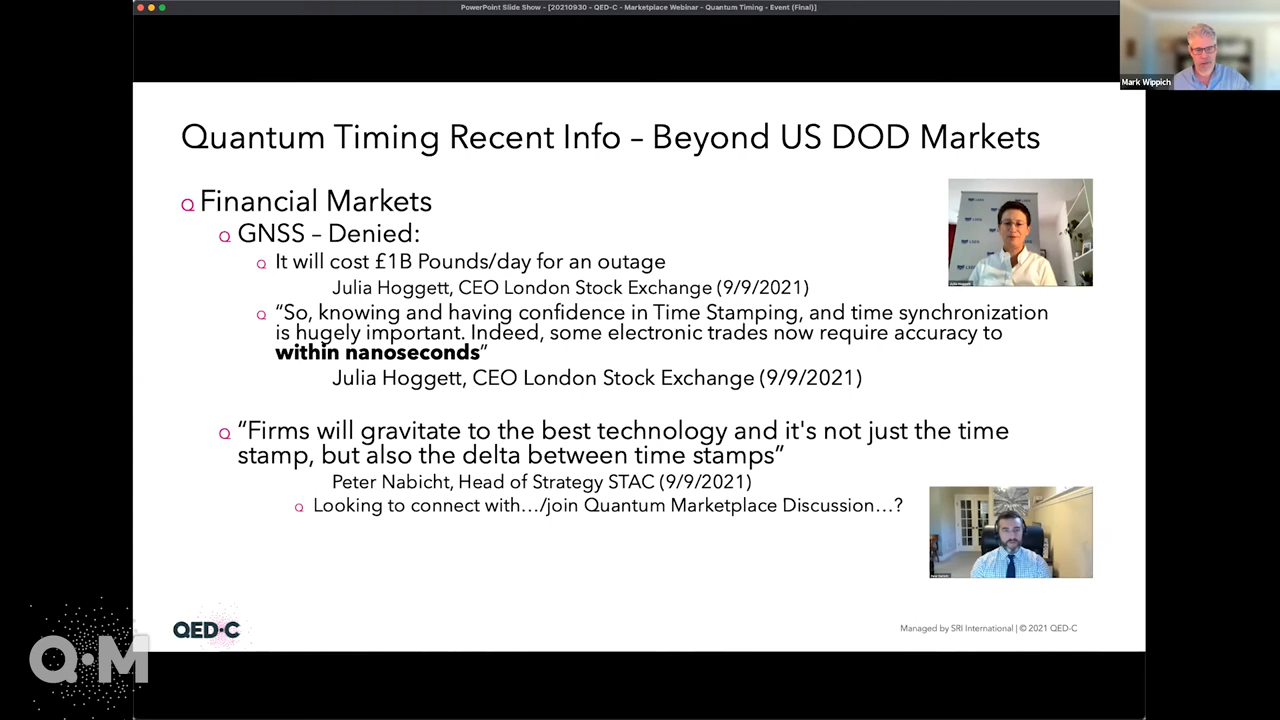 PowerPoint Slide Show - [20210930 – QED-C - Marketplace Webinar - Quantum Timing - Event (Final)]
Mark Wippich
Quantum Timing Recent Info – Beyond US DOD Markets
Financial Markets
GNSS – Denied:
It will cost £1B Pounds/day for an outage
Julia Hoggett, CEO London Stock Exchange (9/9/2021)
“So, knowing and having confidence in Time Stamping, and time synchronization
is hugely important. Indeed, some electronic trades now require accuracy to
within nanoseconds”
Julia Hoggett, CEO London Stock Exchange (9/9/2021)
“Firms will gravitate to the best technology and it's not just the time
stamp, but also the delta between time stamps”
Peter Nabicht, Head of Strategy STAC (9/9/2021)
Looking to connect with…/join Quantum Marketplace Discussion…?
QED·C
Managed by SRI International | © 2021 QED-C
Q·M